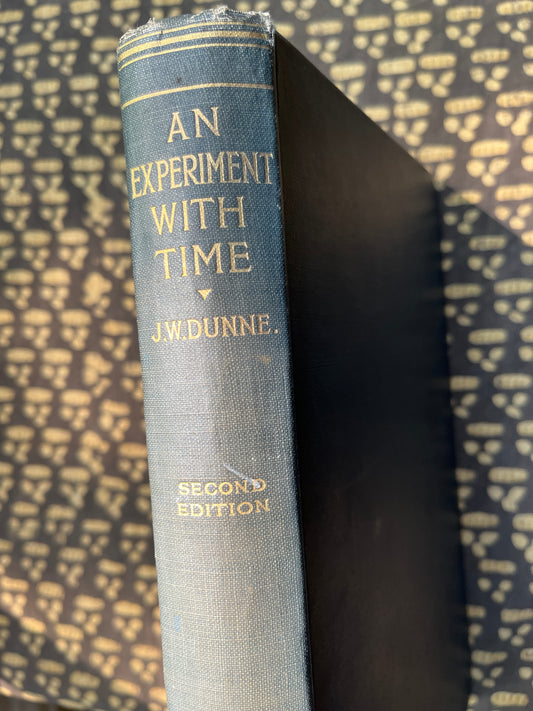 AN
EXPERIMENT
WITH
TIME
J.W.DUNNE.
SECOND
EDITION